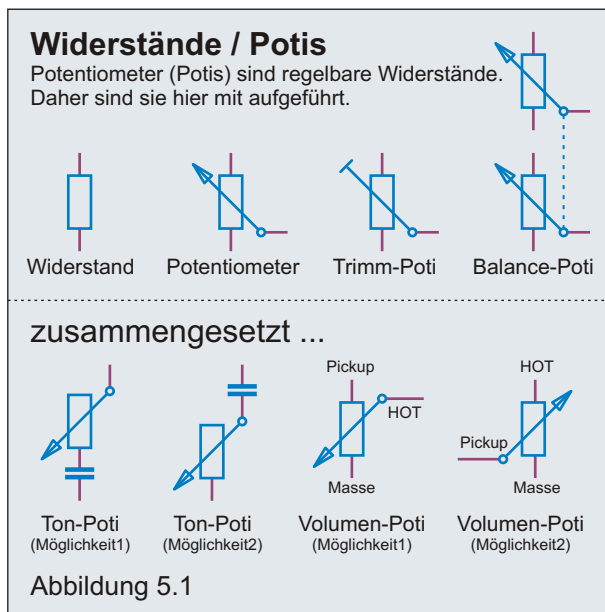 Widerstände / Potis
Potentiometer (Potis) sind regelbare Widerstände.
Daher sind sie hier mit aufgeführt.
Widerstand Potentiometer Trimm-Poti Balance-Poti
zusammengesetzt ...
Pickup HOT
HOT
Pickup
Masse Masse
Ton-Poti Ton-Poti Volumen-Poti Volumen-Poti
(Möglichkeit1) (Möglichkeit2) (Möglichkeit1) (Möglichkeit2)
Abbildung 5.1